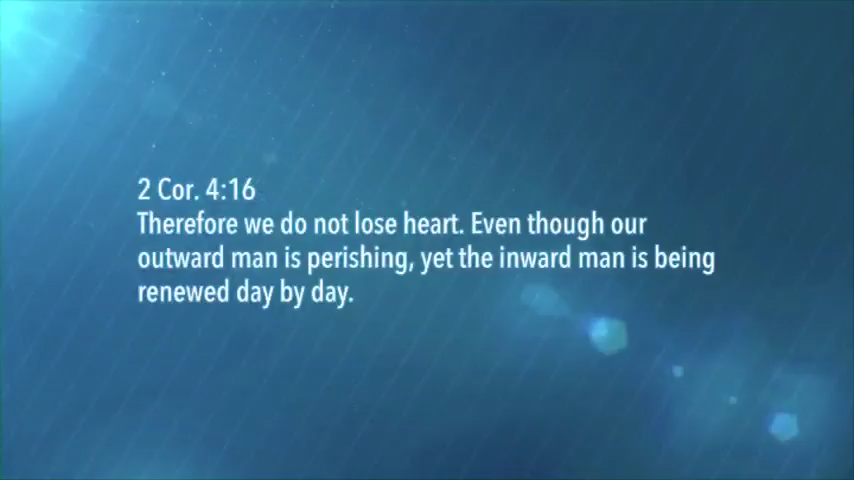 2 Cor. 4:16
Therefore we do not lose heart. Even though our
outward man is perishing, yet the inward man is being
renewed day by day.